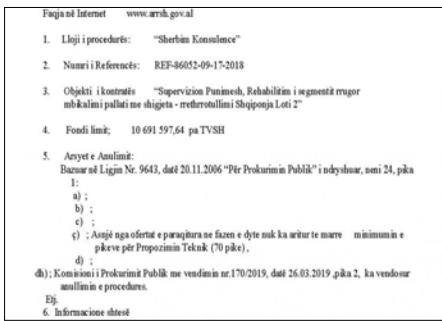 Faqja në Internet www.arrsh.gov.al
1. Lloji i procedurës: "Sherbim Konsulence"
2. Numri i Referencës: REF-86052-09-17-2018
3. Objekti i kontratës "Supervizion Punimesh, Rehabilitim i segmentit rrugor
mbikalimi pallati me shigjeta - rrethrrotullimi Shqiponja Loti 2"
4. Fondi limit; 10 691 597,64 pa TVSH
5. Arsyet e Anulimit:
Bazuar në Ligjin Nr. 9643, datë 20.11.2006 "Për Prokurimin Publik" i ndryshuar, neni 24, pika
1:
a) ;
b) ;
c) ;
ç) ; Asnjë nga ofertat e paraqitura ne fazen e dyte nuk ka aritur te marre minimumin e
pikeve për Propozimin Teknik (70 pike),
d) ;
dh) ; Komisioni i Prokurimit Publik me vendimin nr.170/2019, datë 26.03.2019 ,pika 2, ka vendosur
anullimin e procedures.
Etj.
6. Informacione shtesë